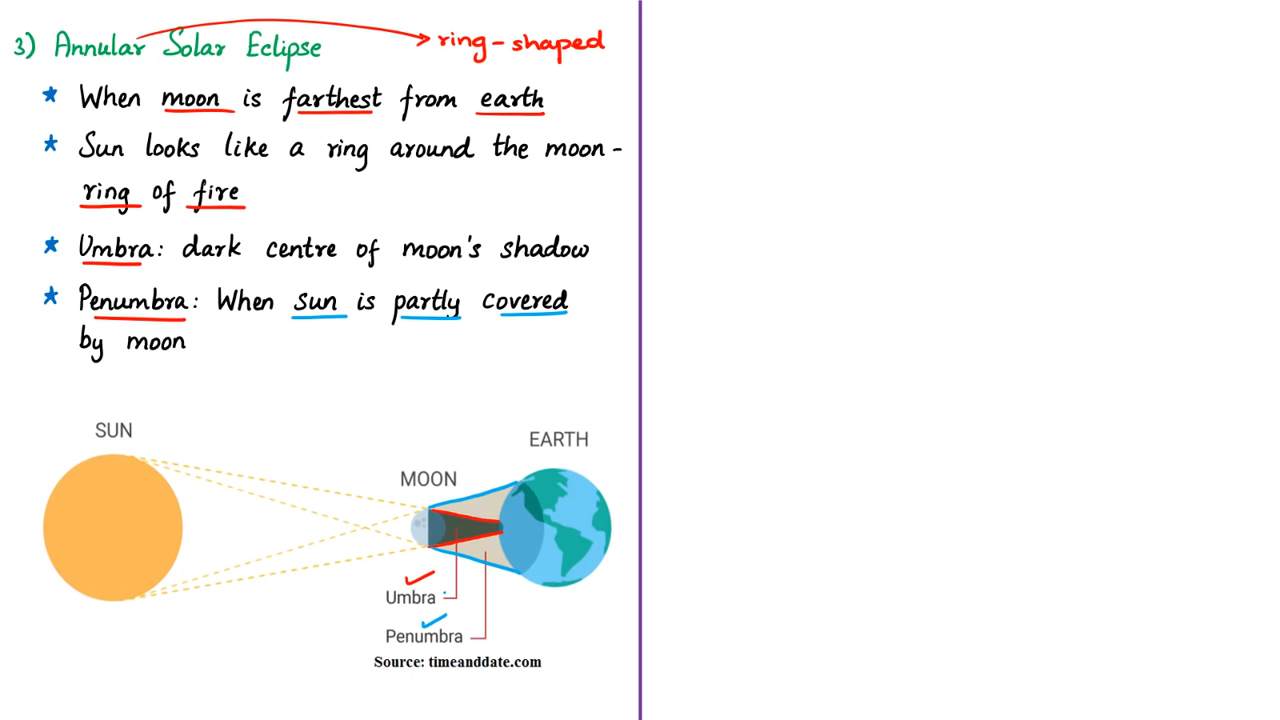 3) Annular Solar Eclipse → ring-shaped
★ When moon is farthest from earth
★ Sun looks like a ring around the moon -
ring of fire
★ Umbra: dark centre of moon's shadow
★ Penumbra: When sun is partly covered
by moon
SUN
EARTH
MOON
Umbra
Penumbra
Source: timeanddate.com